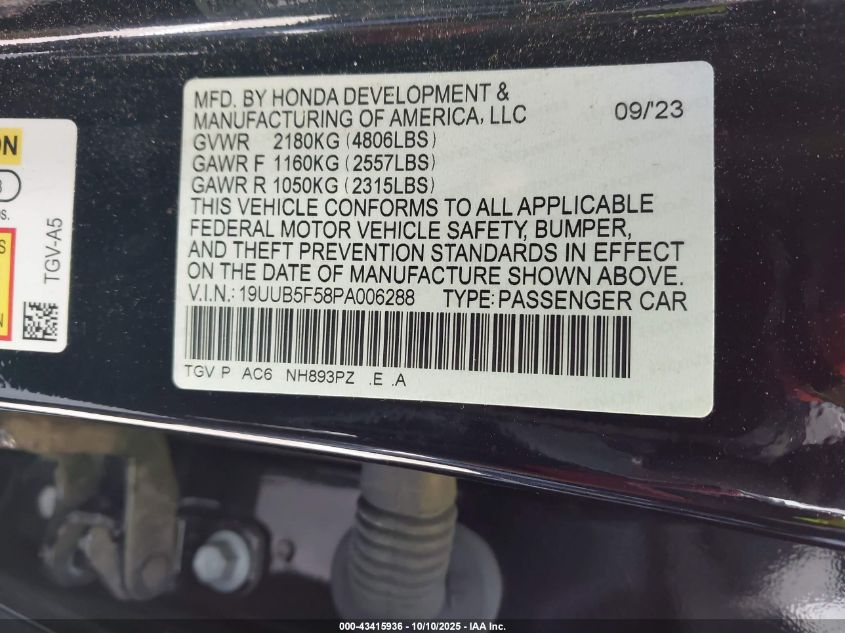 MFD. BY HONDA DEVELOPMENT &
MANUFACTURING OF AMERICA, LLC 09/'23
GVWR 2180KG (4806LBS)
GAWR F 1160KG (2557LBS)
GAWR R 1050KG (2315LBS)
THIS VEHICLE CONFORMS TO ALL APPLICABLE
FEDERAL MOTOR VEHICLE SAFETY, BUMPER,
AND THEFT PREVENTION STANDARDS IN EFFECT
ON THE DATE OF MANUFACTURE SHOWN ABOVE.
V.I.N.: 19UUB5F58PA006288 TYPE: PASSENGER CAR
TGV P AC6 NH893PZ .E .A
TGV-A5
000-43415936 - 10/10/2025 - IAA Inc.